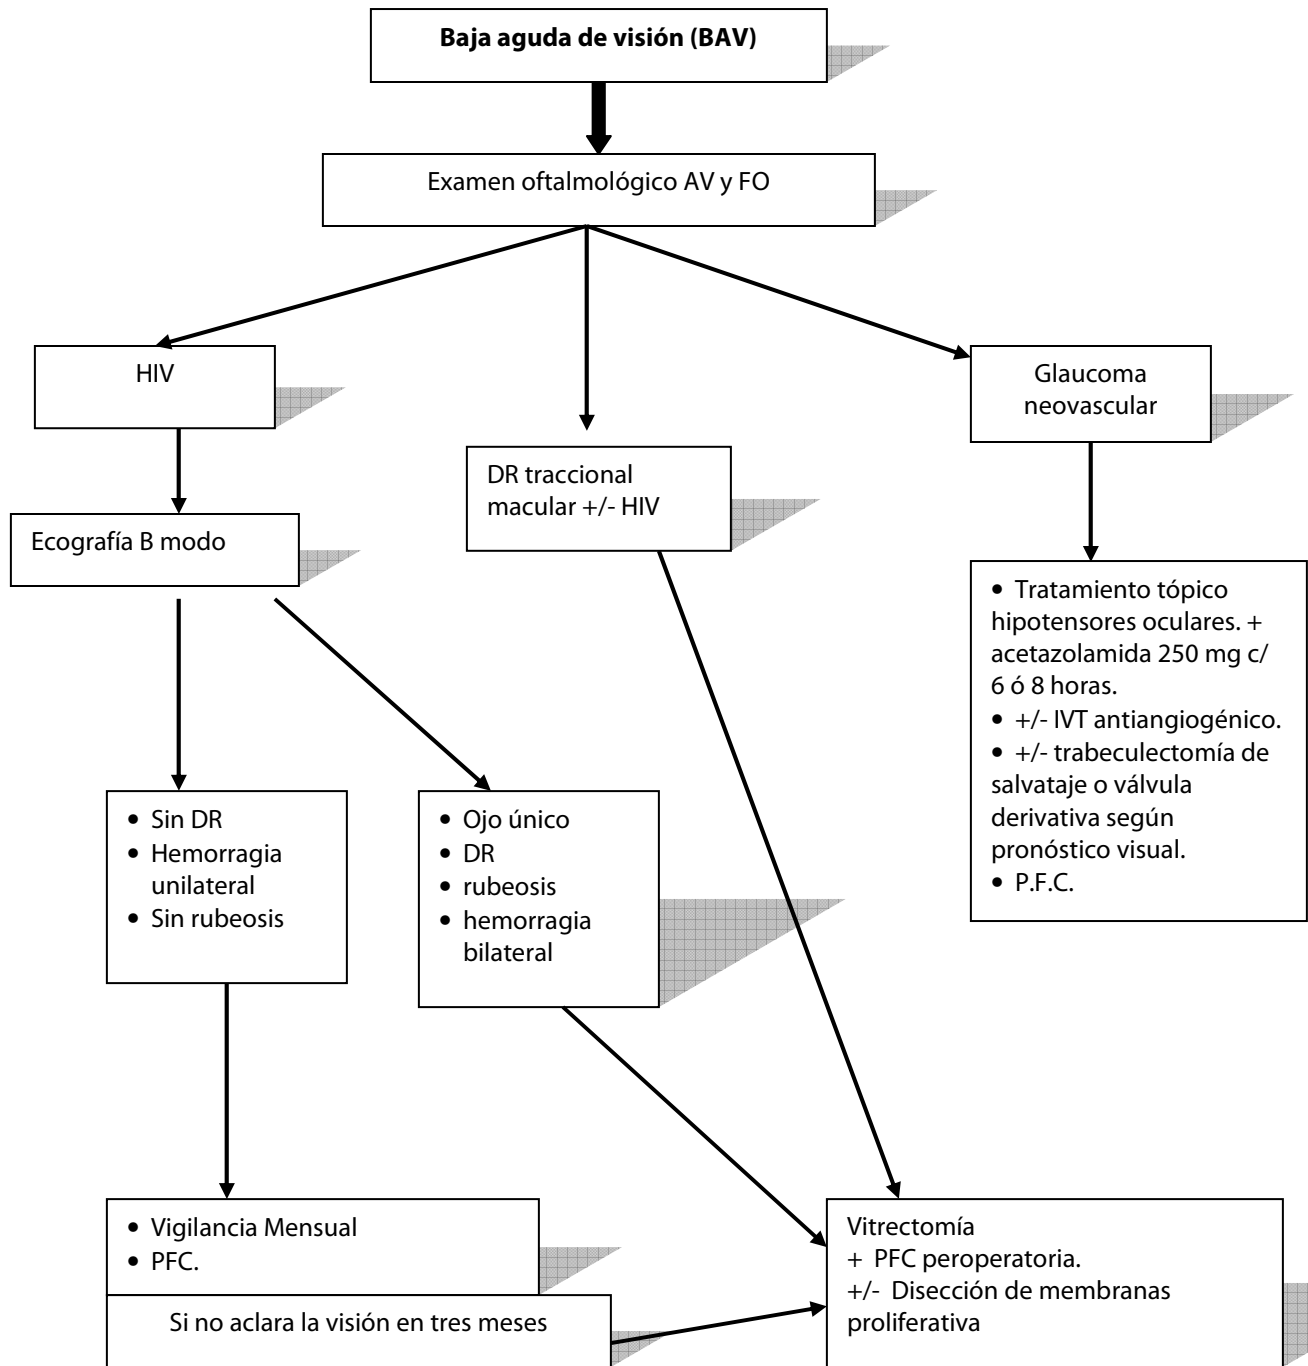 Baja aguda de visión (BAV)
Examen oftalmológico AV y FO
HIV
Glaucoma
neovascular
DR traccional
macular +/- HIV
Ecografía B modo
• Tratamiento tópico
hipotensores oculares. +
acetazolamida 250 mg c/
6 ó 8 horas.
• +/- IVT antiangiogénico.
• +/- trabeculectomía de
salvataje o válvula
derivativa según
pronóstico visual.
• P.F.C.
• Sin DR
• Hemorragia
unilateral
• Sin rubeosis
• Ojo único
• DR
• rubeosis
• hemorragia
bilateral
• Vigilancia Mensual
• PFC.
Si no aclara la visión en tres meses
Vitrectomía
+ PFC peroperatoria.
+/- Disección de membranas
proliferativa